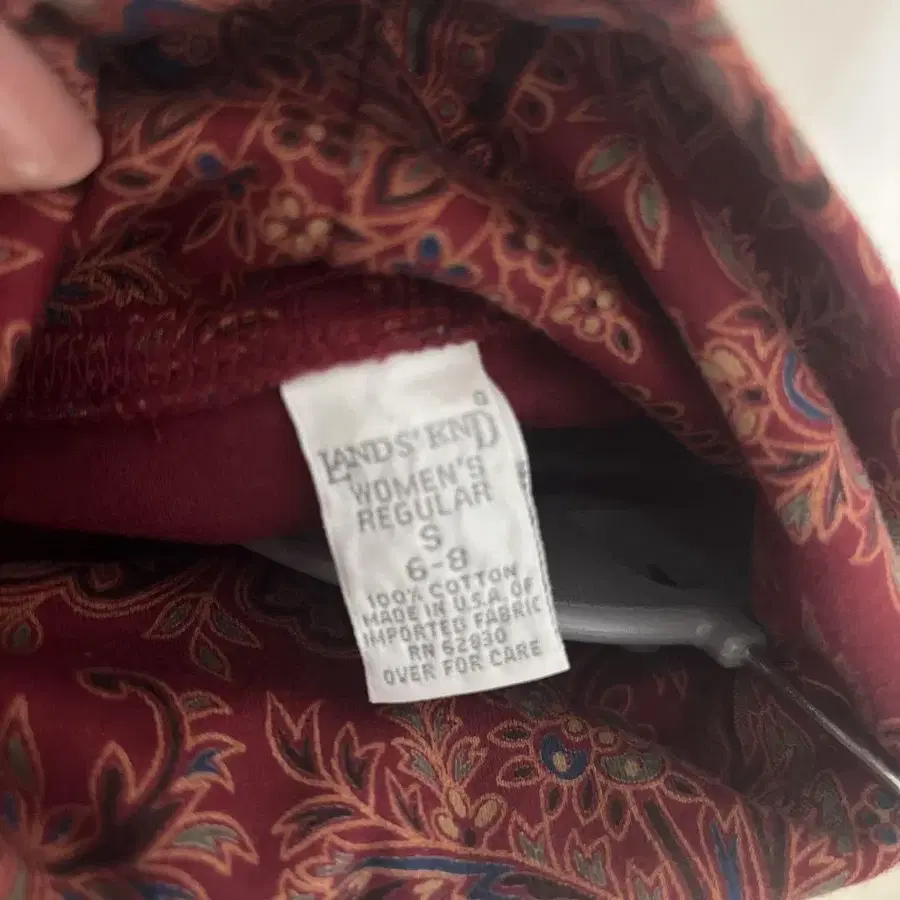 LANDS' END
WOMEN'S
REGULAR
S
6-8
100% COTTON
MADE IN U.S.A. OF
IMPORTED FABRIC
RN 62830
OVER FOR CARE